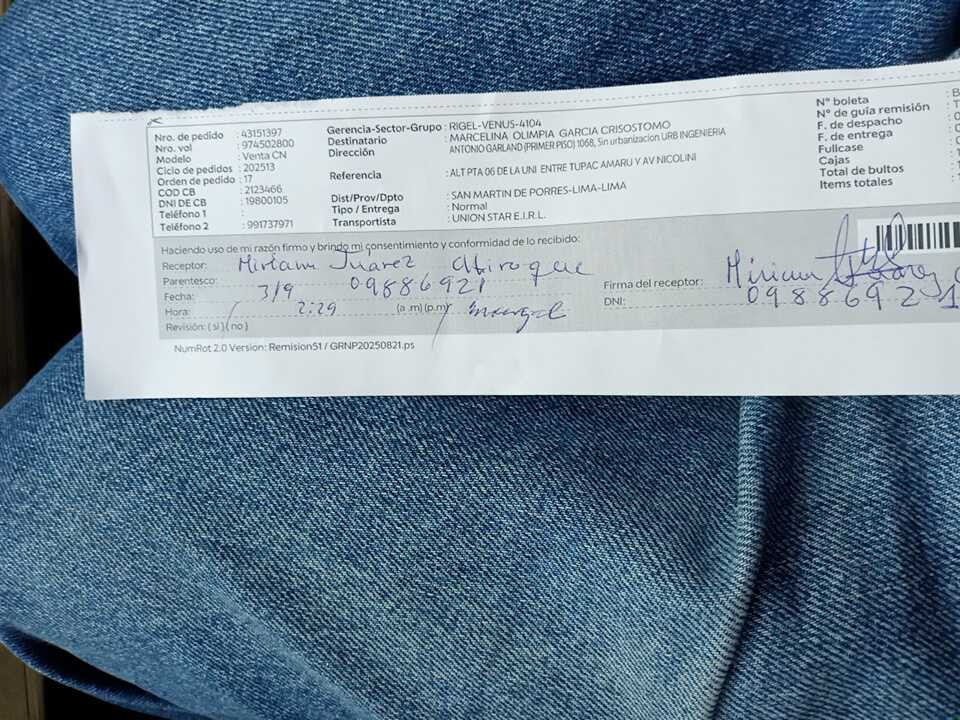 Nro. de pedido : 43151397
Nro. vol : 974502800
Modelo : Venta CN
Ciclo de pedidos : 202513
Orden de pedido : 17
COD CB : 2123466
DNI DE CB : 19800105
Teléfono 1 :
Teléfono 2 : 991737971
Gerencia-Sector-Grupo : RIGEL-VENUS-4104
Destinatario : MARCELINA OLIMPIA GARCIA CRISOSTOMO
Dirección : ANTONIO GARLAND (PRIMER PISO) 1068, Sin urbanizacion URB INGENIERIA
Referencia : ALT PTA 06 DE LA UNI ENTRE TUPAC AMARU Y AV NICOLINI
Dist/Prov/Dpto : SAN MARTIN DE PORRES-LIMA-LIMA
Tipo / Entrega : Normal
Transportista : UNION STAR E.I.R.L.
N° boleta
N° de guía remisión
F. de despacho
F. de entrega
Fullcase
Cajas
Total de bultos
Items totales
Haciendo uso de mi razón firmo y brindo mi consentimiento y conformidad de lo recibido:
Receptor: Miriam Juarez
Parentesco: 09886921
Fecha: 3/9
Hora: 2:29 (a .m) (p.m)
Revisión: ( si ) ( no )
Firma del receptor: Miriam
DNI: 09886921
NumRot 2.0 Version: Remision51 / GRNP20250821.ps